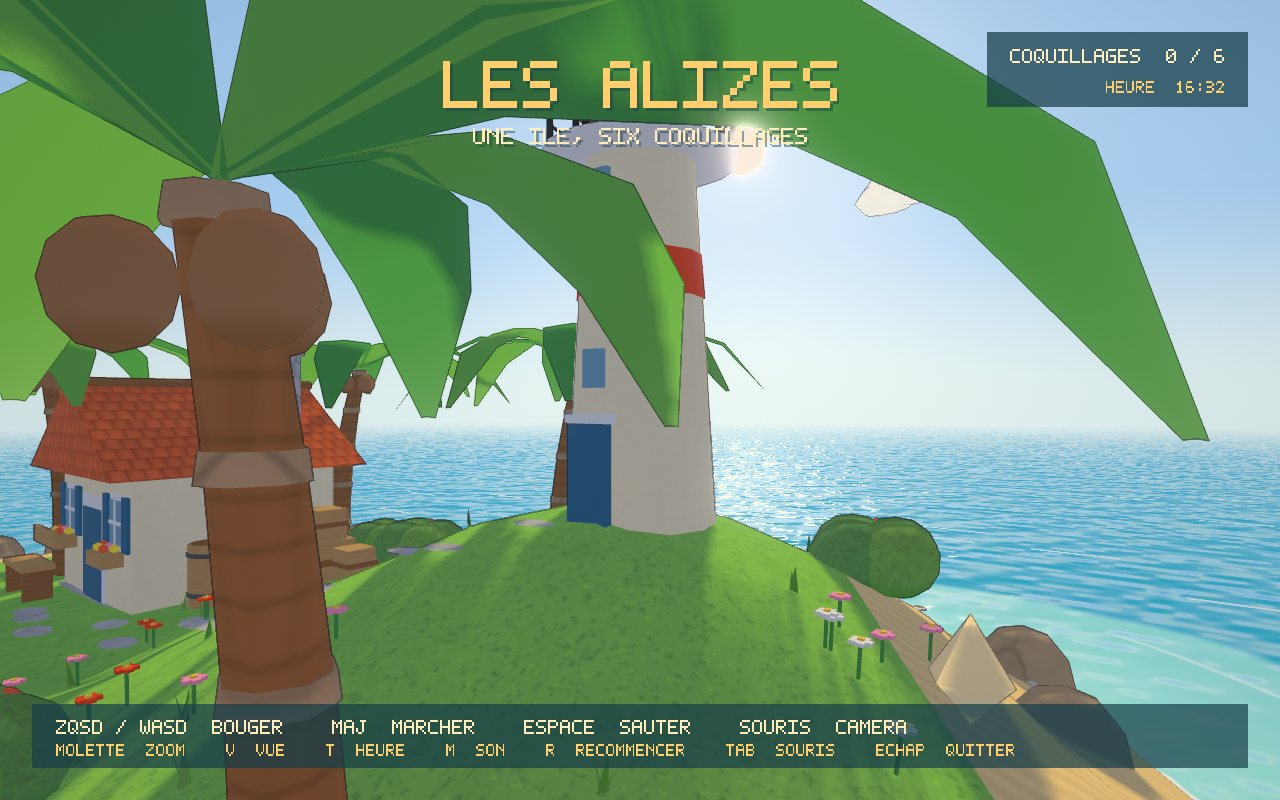 LES ALIZES
UNE ILE, SIX COQUILLAGES
COQUILLAGES 0 / 6
HEURE 16:32
ZQSD / WASD BOUGER MAJ MARCHER ESPACE SAUTER SOURIS CAMERA
MOLETTE ZOOM V VUE T HEURE M SON R RECOMMENCER TAB SOURIS ECHAP QUITTER